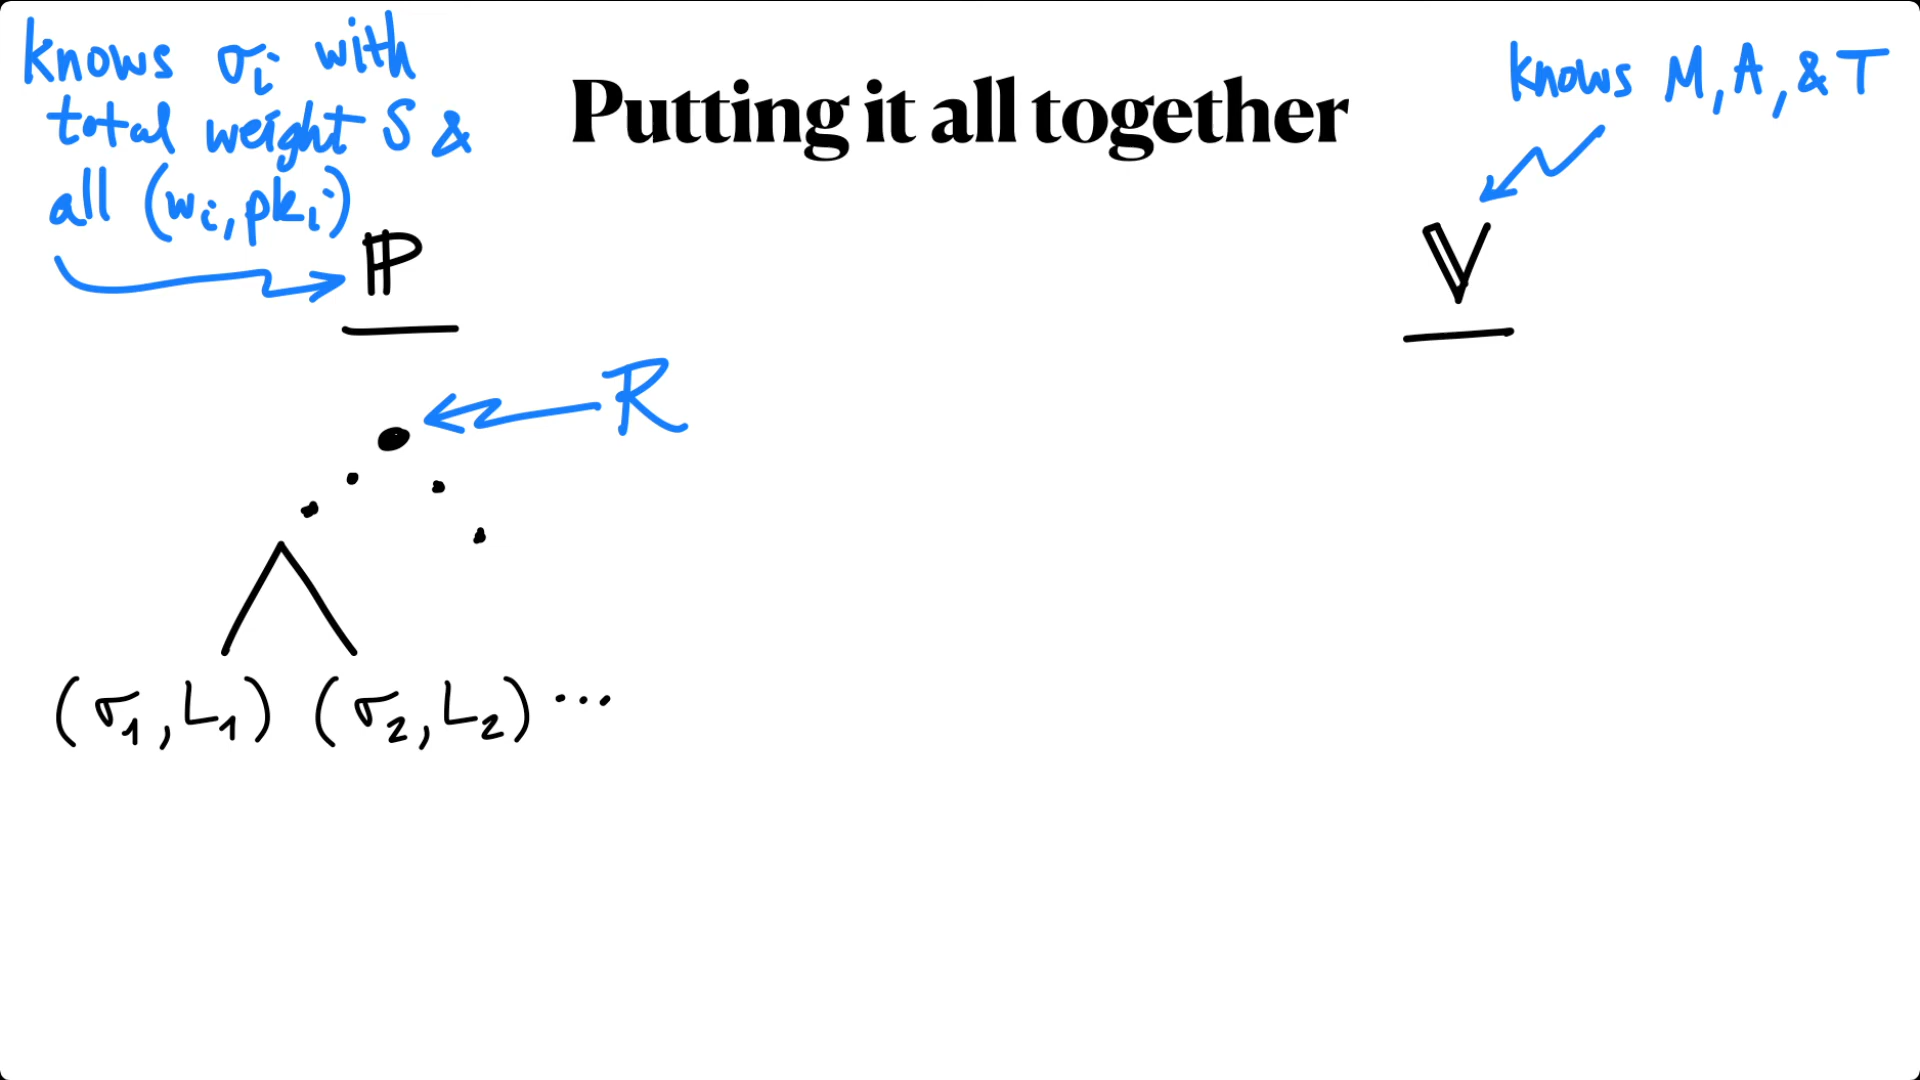 knows σᵢ with
total weight S &
all (wᵢ, pkᵢ)
Putting it all together
knows M, A, & T
ℙ
𝕍
R
(σ₁, L₁) (σ₂, L₂) ...